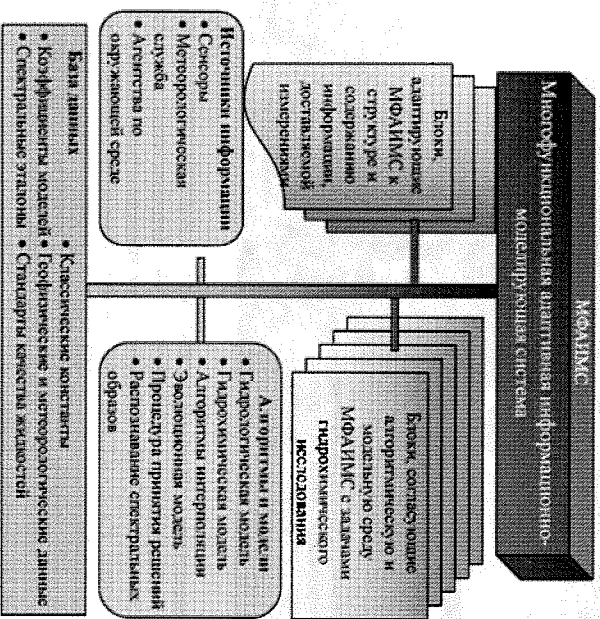 МФАИМС
Многофункциональная адаптивная информационно-
моделирующая система
Блоки,
адаптирующие
МФАИМС к
структуре и
содержанию
информации,
доставляемой
измерениями
Блоки, согласующие
алгоритмическую и
модельную среду
МФАИМС с задачами
гидрохимического
исследования
Источники информации
• Сенсоры
• Метеорологическая
служба
• Агентства по
окружающей среде
Алгоритмы и модели
• Гидрологическая модель
• Гидрохимическая модель
• Алгоритмы интерполяции
• Эволюционная модель
• Процедура принятия решений
• Распознавание спектральных
образов
База данных
• Классические константы
• Коэффициенты моделей • Геофизические и метеорологические данные
• Спектральные эталоны • Стандарты качества жидкостей